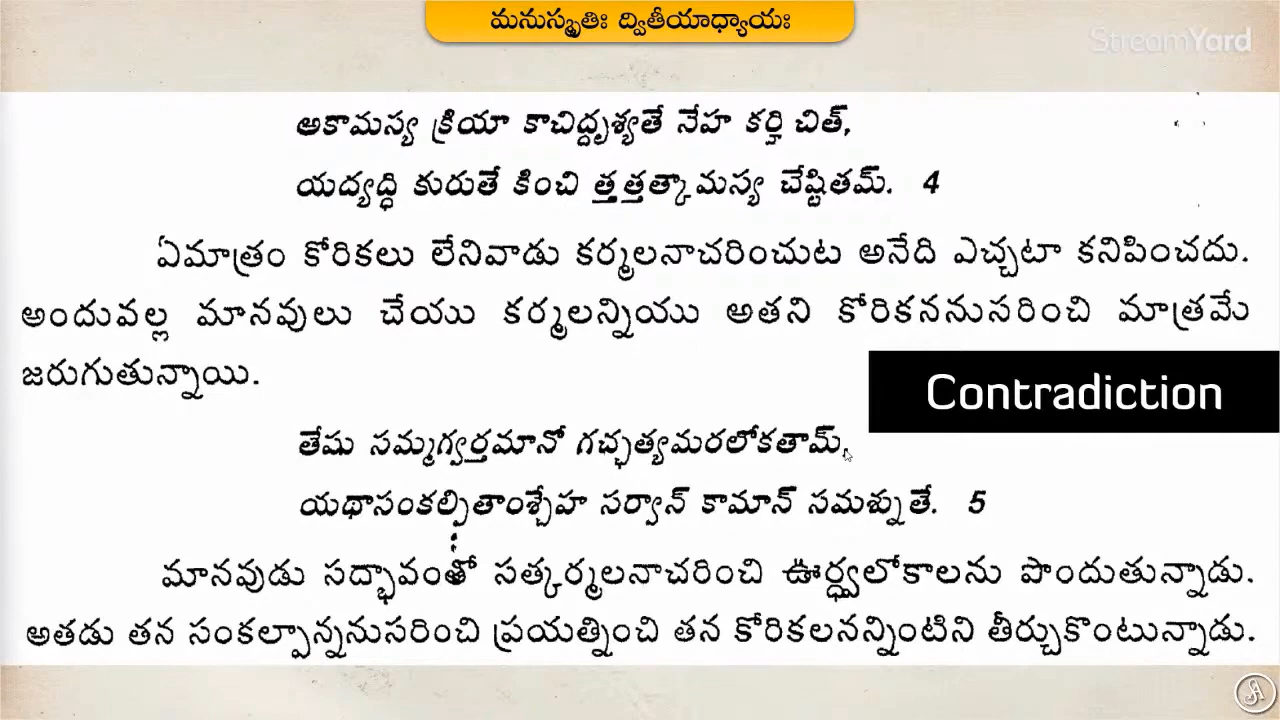 మనుస్మృతిః ద్వితీయాధ్యాయః
StreamYard
అకామస్య క్రియా కాచిద్దృశ్యతే నేహ కర్హి చిత్,
యద్యద్ధి కురుతే కించి త్తత్తత్కామస్య చేష్టితమ్. 4
ఏమాత్రం కోరికలు లేనివాడు కర్మలనాచరించుట అనేది ఎచ్చటా కనిపించదు.
అందువల్ల మానవులు చేయు కర్మలన్నియు అతని కోరికననుసరించి మాత్రమే
జరుగుతున్నాయి.
Contradiction
తేషు సమ్మగ్వర్తమానో గచ్ఛత్యమరలోకతామ్,
యథాసంకల్పితాంశ్చేహ సర్వాన్ కామాన్ సమశ్నుతే. 5
మానవుడు సద్భావంతో సత్కర్మలనాచరించి ఊర్ధ్వలోకాలను పొందుతున్నాడు.
అతడు తన సంకల్పాన్ననుసరించి ప్రయత్నించి తన కోరికలనన్నింటిని తీర్చుకొంటున్నాడు.